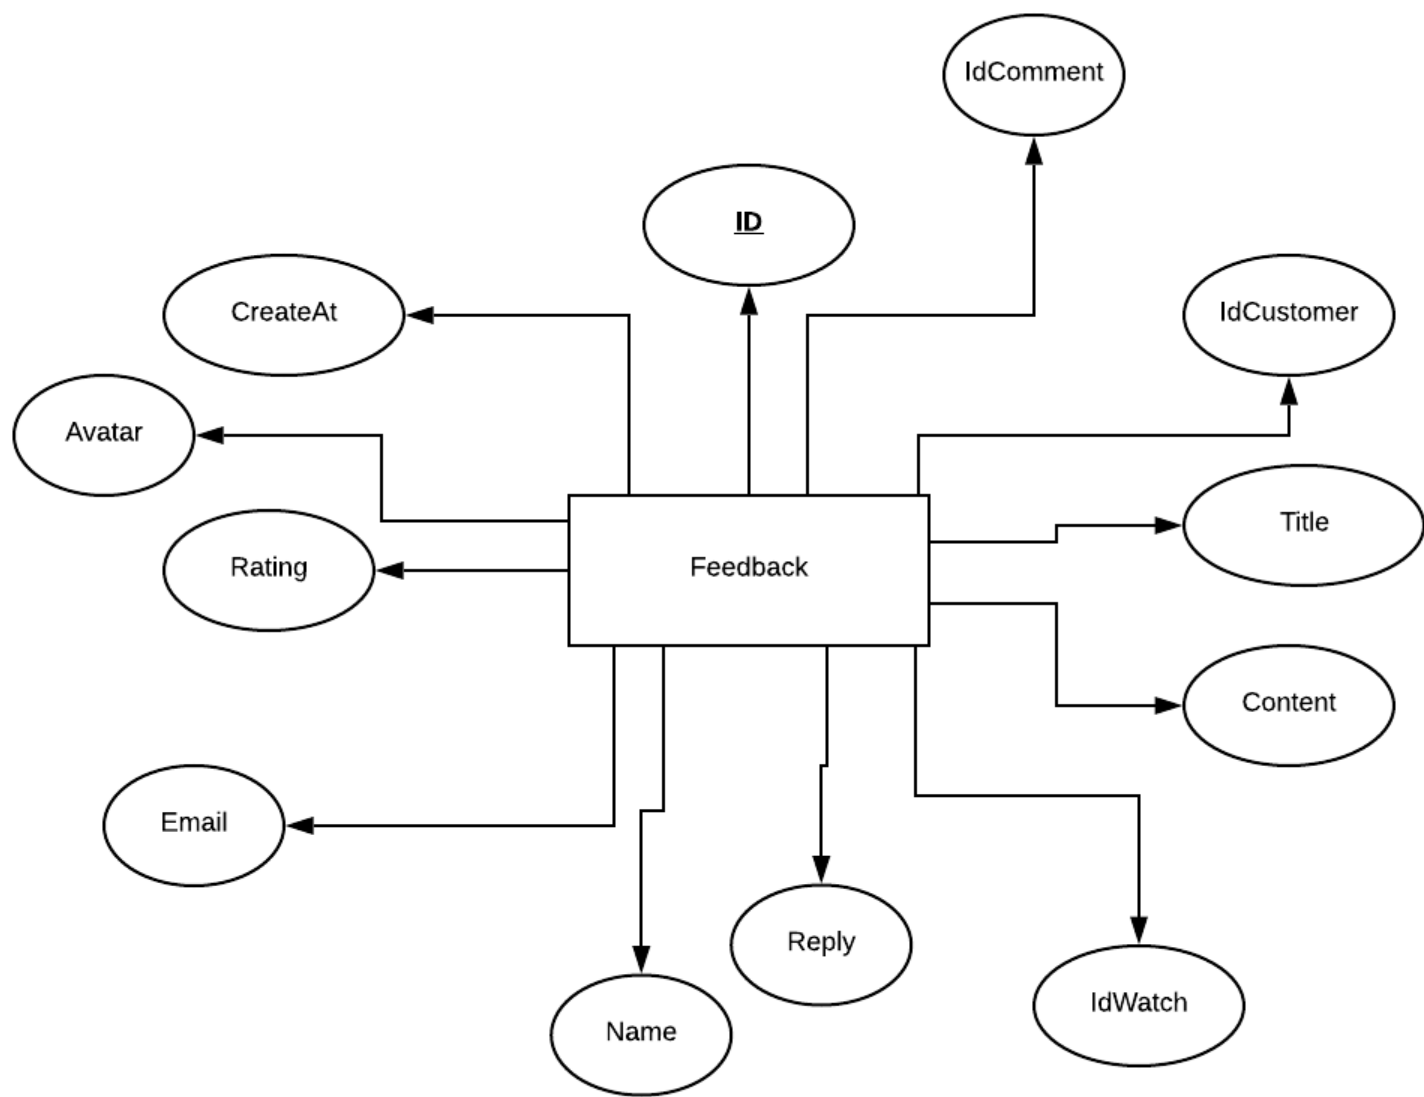 IdComment
ID
CreateAt
IdCustomer
Avatar
Title
Rating
Feedback
Content
Email
Reply
IdWatch
Name